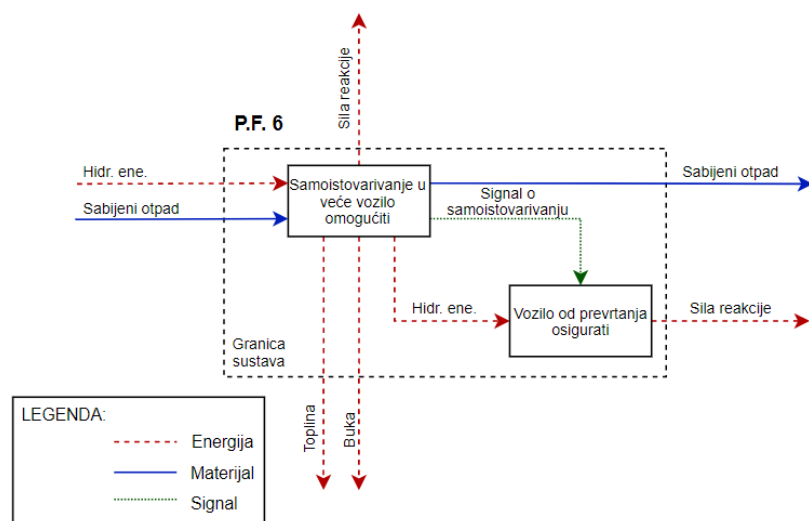 Sila reakcije
P.F. 6
Hidr. ene.
Sabijeni otpad
Samoistovarivanje u
veće vozilo
omogućiti
Sabijeni otpad
Signal o
samoistovarivanju
Hidr. ene.
Vozilo od prevrtanja
osigurati
Sila reakcije
Granica
sustava
Toplina
Buka
LEGENDA:
Energija
Materijal
Signal